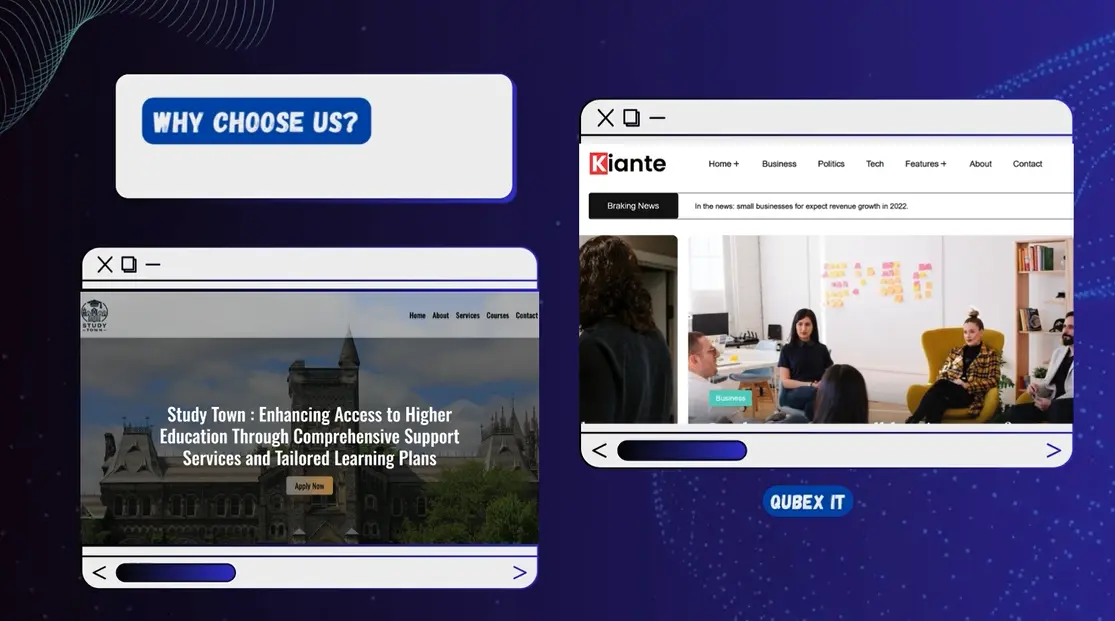 WHY CHOOSE US?
STUDY
TOWN
Home About Services Courses Contact
Study Town : Enhancing Access to Higher
Education Through Comprehensive Support
Services and Tailored Learning Plans
Apply Now
Kiante
Home + Business Politics Tech Features + About Contact
Braking News
In the news: small businesses for expect revenue growth in 2022.
Business
QUBEX IT